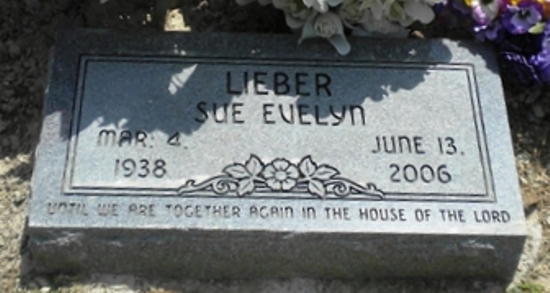 LIEBER
SUE EVELYN
MAR. 4. JUNE 13.
1938 2006
UNTIL WE ARE TOGETHER AGAIN IN THE HOUSE OF THE LORD